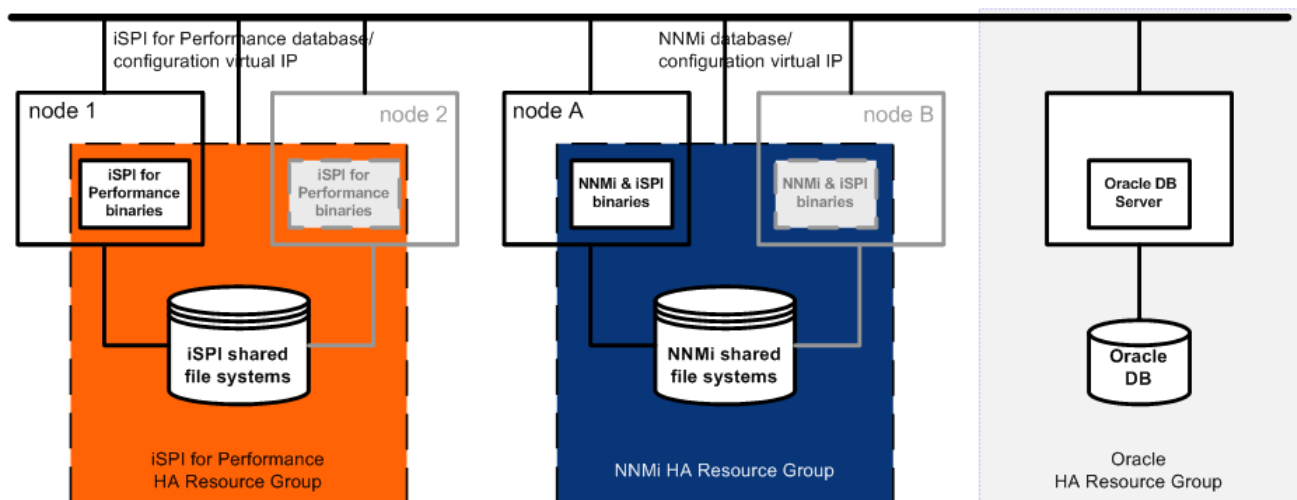 iSPI for Performance database/
configuration virtual IP
NNMi database/
configuration virtual IP
node 1
node 2
node A
node B
iSPI for
Performance
binaries
iSPI for
Performance
binaries
NNMi & iSPI
binaries
NNMi & iSPI
binaries
Oracle DB
Server
iSPI shared
file systems
NNMi shared
file systems
Oracle
DB
iSPI for Performance
HA Resource Group
NNMi HA Resource Group
Oracle
HA Resource Group